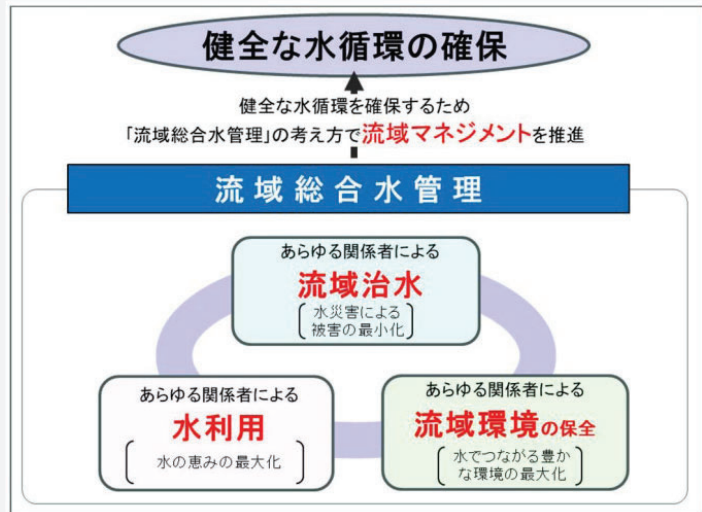 健全な水循環の確保
健全な水循環を確保するため
「流域総合水管理」の考え方で流域マネジメントを推進
流域総合水管理
あらゆる関係者による
流域治水
水災害による
被害の最小化
あらゆる関係者による
水利用
水の恵みの最大化
あらゆる関係者による
流域環境の保全
水でつながる豊か
な環境の最大化